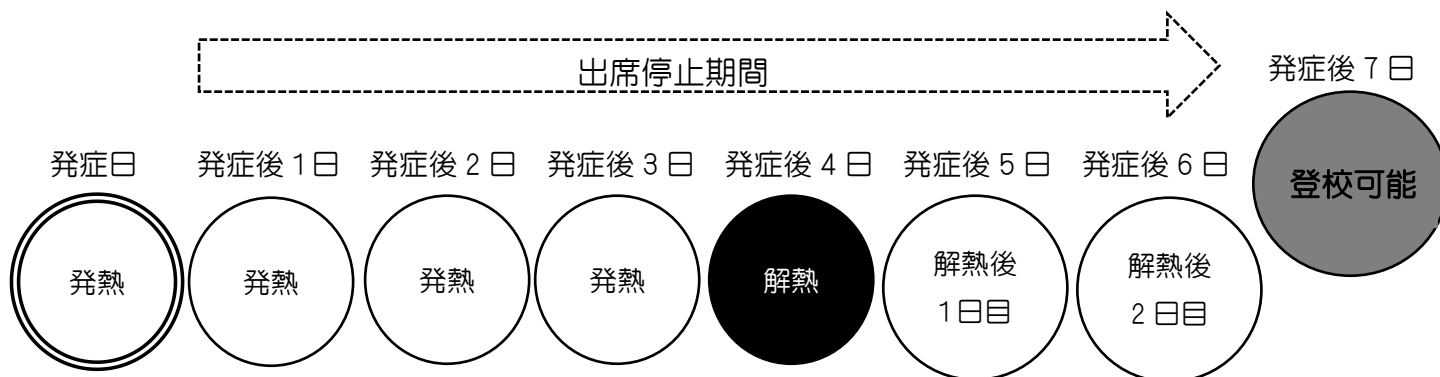 出席停止期間
発症後７日
発症日
発症後１日
発症後２日
発症後３日
発症後４日
発症後５日
発症後６日
登校可能
発熱
発熱
発熱
発熱
解熱
解熱後
１日目
解熱後
２日目